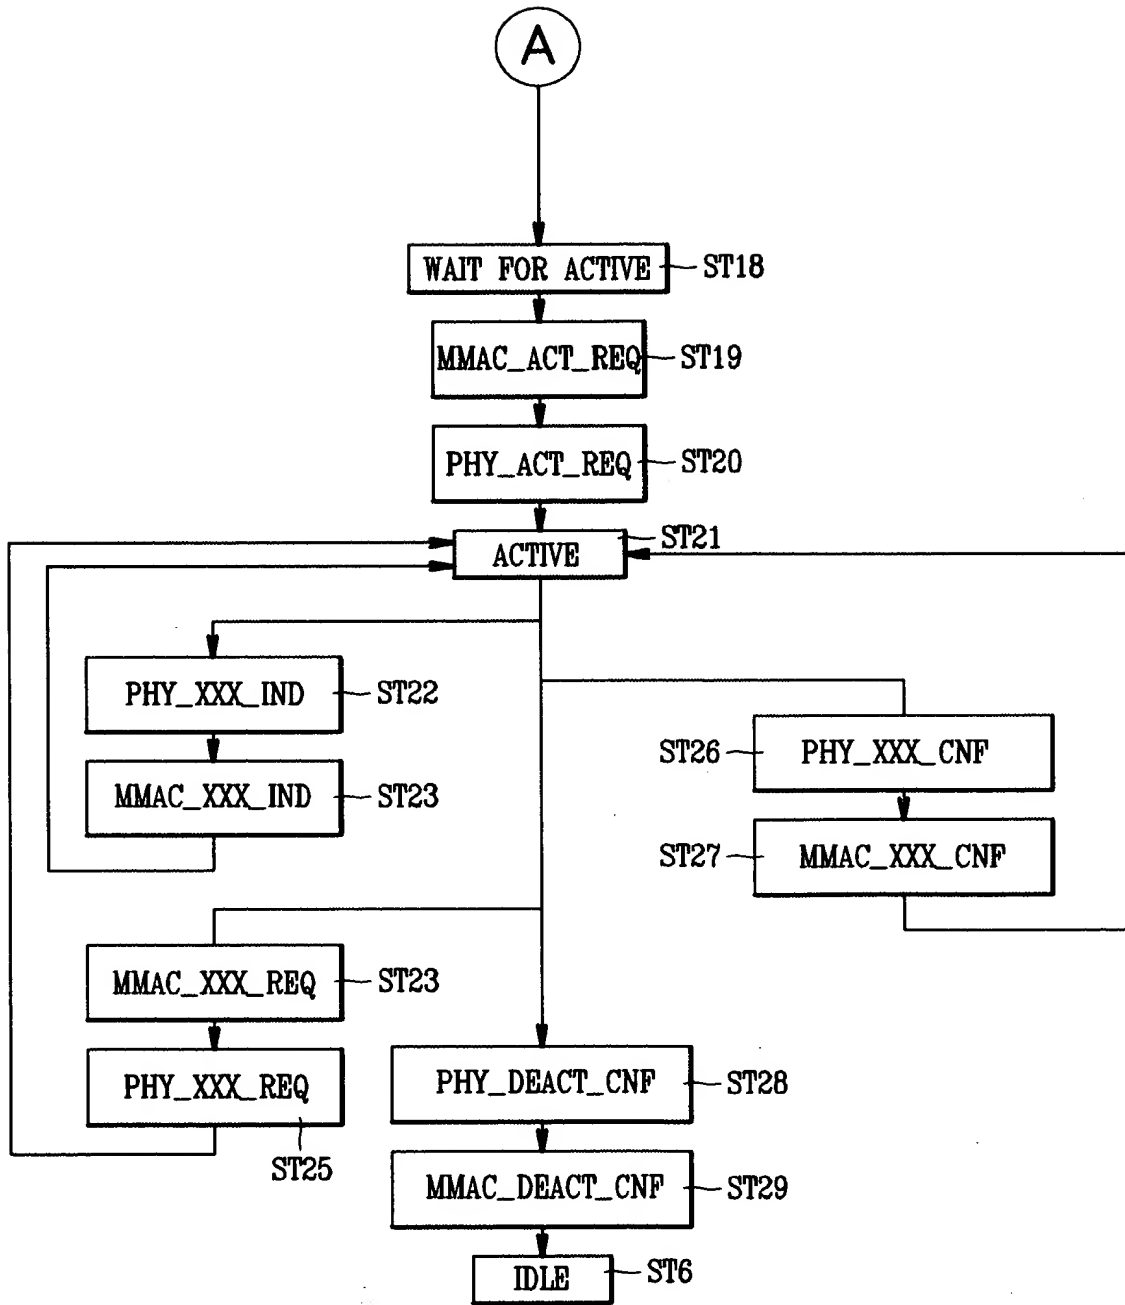 A
WAIT FOR ACTIVE
ST18
MMAC_ACT_REQ
ST19
PHY_ACT_REQ
ST20
ACTIVE
ST21
PHY_XXX_IND
ST22
MMAC_XXX_IND
ST23
ST26
PHY_XXX_CNF
ST27
MMAC_XXX_CNF
MMAC_XXX_REQ
ST23
PHY_XXX_REQ
ST25
PHY_DEACT_CNF
ST28
MMAC_DEACT_CNF
ST29
IDLE
ST6